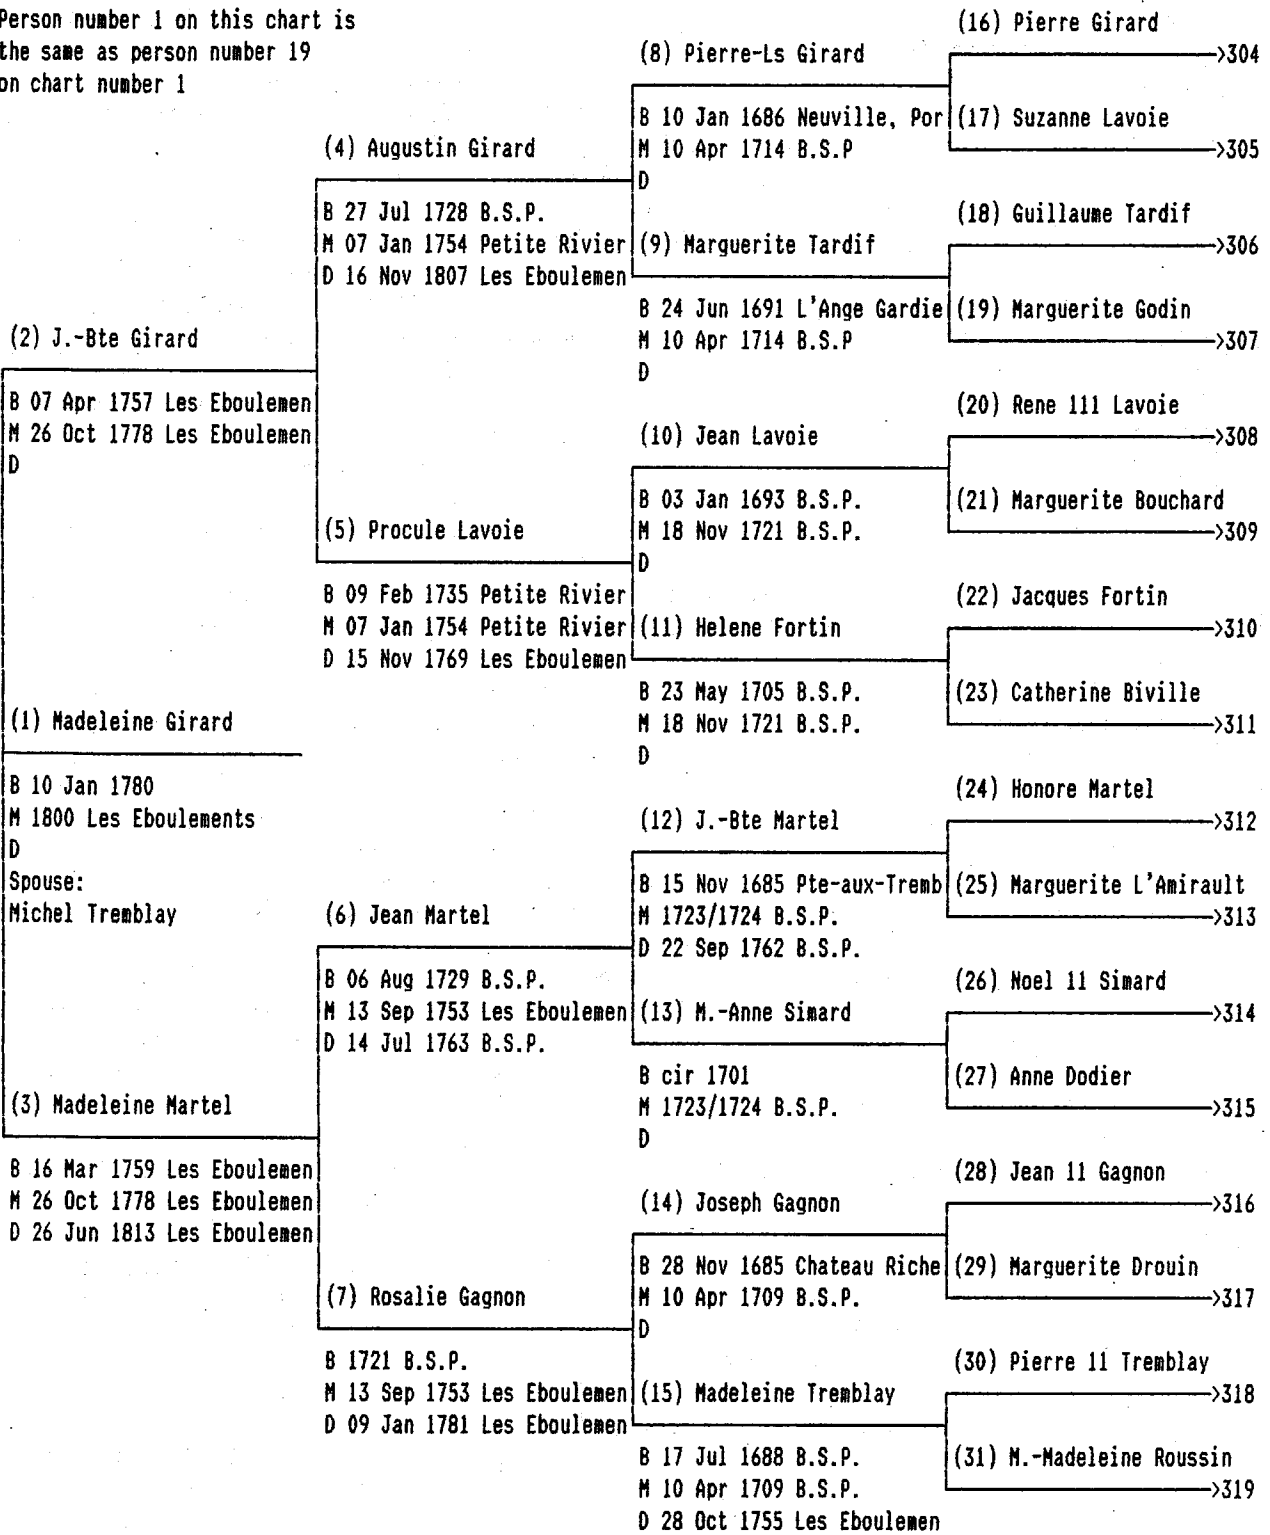 Person number 1 on this chart is
the same as person number 19
on chart number 1
(16) Pierre Girard
>304
(8) Pierre-Ls Girard
B 10 Jan 1686 Neuville, Por
M 10 Apr 1714 B.S.P
D
(17) Suzanne Lavoie
>305
(4) Augustin Girard
B 27 Jul 1728 B.S.P.
M 07 Jan 1754 Petite Rivier
D 16 Nov 1807 Les Eboulemen
(18) Guillaume Tardif
>306
(9) Marguerite Tardif
B 24 Jun 1691 L'Ange Gardie
M 10 Apr 1714 B.S.P
D
(19) Marguerite Godin
>307
(2) J.-Bte Girard
B 07 Apr 1757 Les Eboulemen
M 26 Oct 1778 Les Eboulemen
D
(20) Rene 111 Lavoie
>308
(10) Jean Lavoie
B 03 Jan 1693 B.S.P.
M 18 Nov 1721 B.S.P.
D
(21) Marguerite Bouchard
>309
(5) Procule Lavoie
B 09 Feb 1735 Petite Rivier
M 07 Jan 1754 Petite Rivier
D 15 Nov 1769 Les Eboulemen
(22) Jacques Fortin
>310
(11) Helene Fortin
B 23 May 1705 B.S.P.
M 18 Nov 1721 B.S.P.
D
(23) Catherine Biville
>311
(1) Madeleine Girard
B 10 Jan 1780
M 1800 Les Eboulements
D
Spouse:
Michel Tremblay
(24) Honore Martel
>312
(12) J.-Bte Martel
B 15 Nov 1685 Pte-aux-Tremb
M 1723/1724 B.S.P.
D 22 Sep 1762 B.S.P.
(25) Marguerite L'Amirault
>313
(6) Jean Martel
B 06 Aug 1729 B.S.P.
M 13 Sep 1753 Les Eboulemen
D 14 Jul 1763 B.S.P.
(26) Noel 11 Simard
>314
(13) M.-Anne Simard
B cir 1701
M 1723/1724 B.S.P.
D
(27) Anne Dodier
>315
(3) Madeleine Martel
B 16 Mar 1759 Les Eboulemen
M 26 Oct 1778 Les Eboulemen
D 26 Jun 1813 Les Eboulemen
(28) Jean 11 Gagnon
>316
(14) Joseph Gagnon
B 28 Nov 1685 Chateau Riche
M 10 Apr 1709 B.S.P.
D
(29) Marguerite Drouin
>317
(7) Rosalie Gagnon
B 1721 B.S.P.
M 13 Sep 1753 Les Eboulemen
D 09 Jan 1781 Les Eboulemen
(30) Pierre 11 Tremblay
>318
(15) Madeleine Tremblay
B 17 Jul 1688 B.S.P.
M 10 Apr 1709 B.S.P.
D 28 Oct 1755 Les Eboulemen
(31) M.-Madeleine Roussin
>319